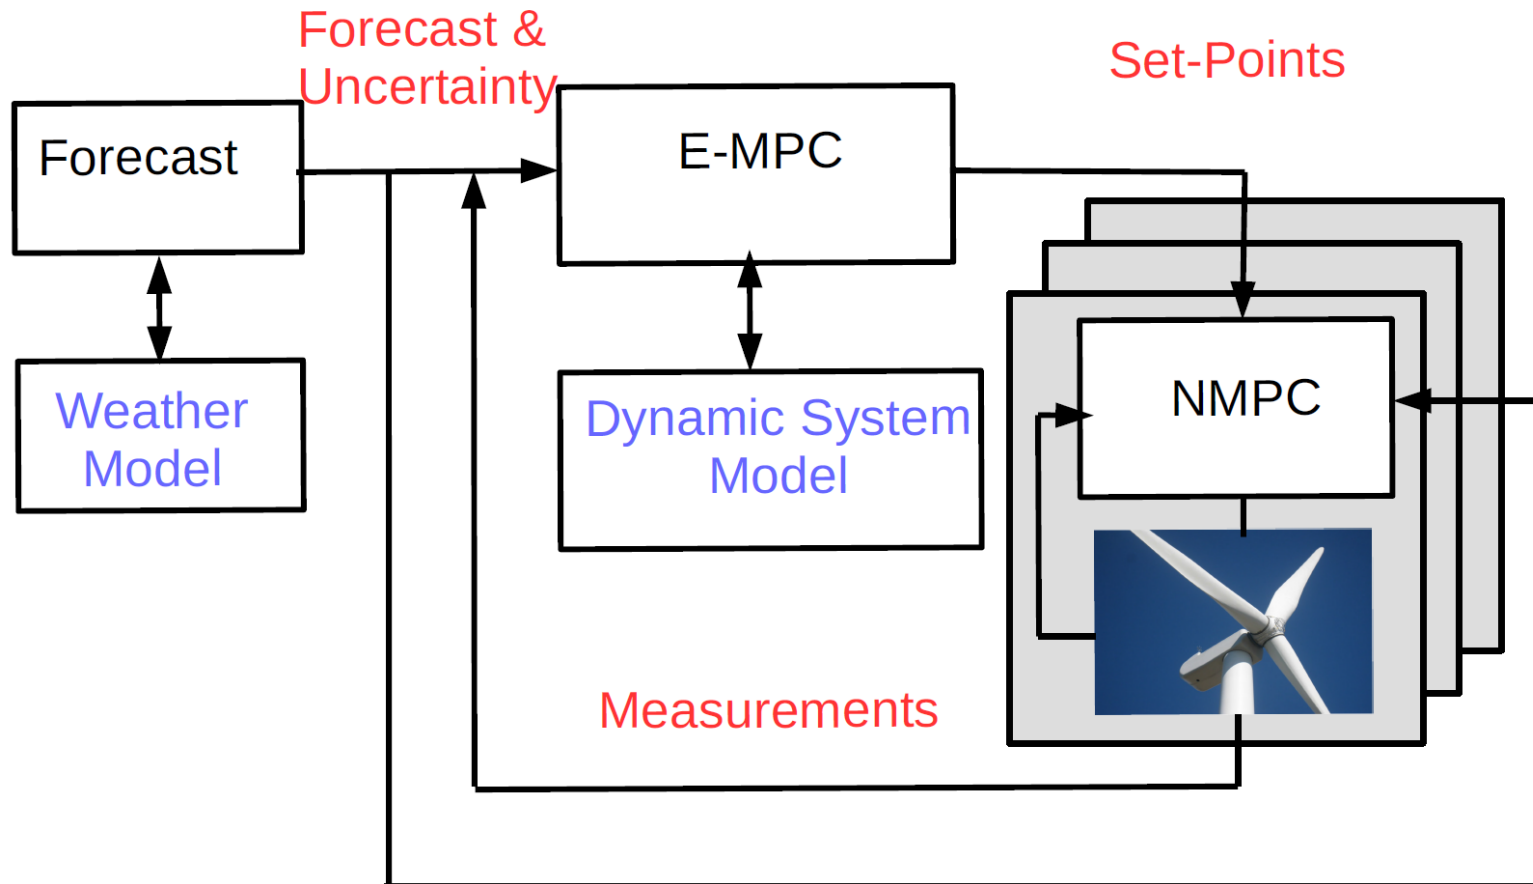 Forecast &
Uncertainty
Set-Points
Forecast
E-MPC
Weather
Model
Dynamic System
Model
NMPC
Measurements